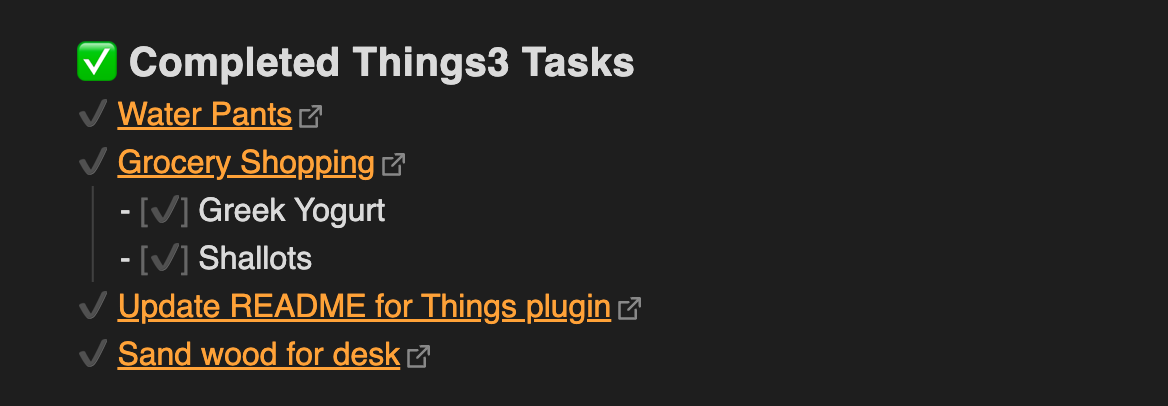 ✅ Completed Things3 Tasks
✔ Water Pants
✔ Grocery Shopping
- [✔] Greek Yogurt
- [✔] Shallots
✔ Update README for Things plugin
✔ Sand wood for desk